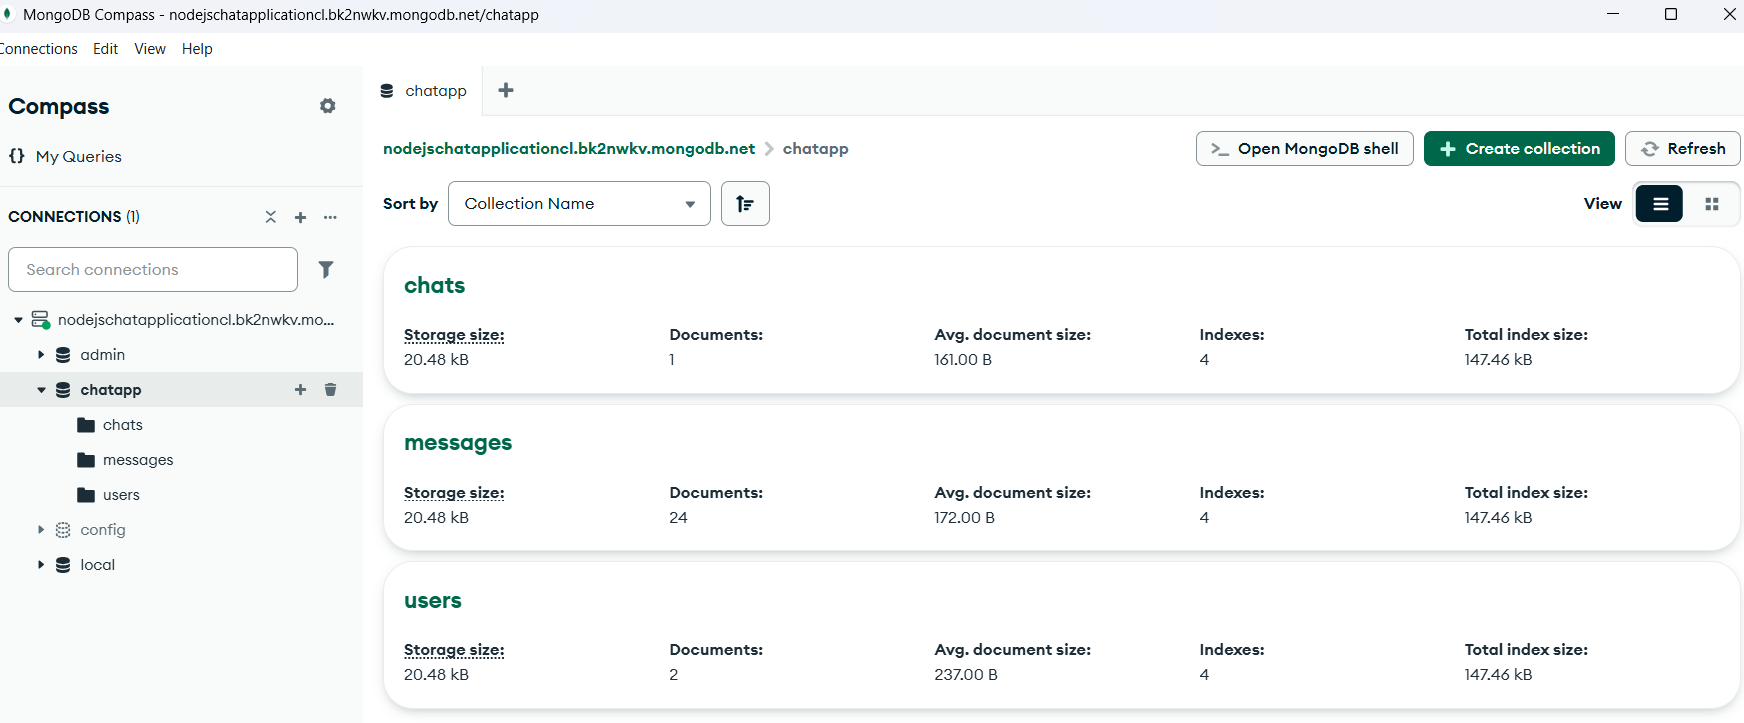 MongoDB Compass - nodejschatapplicationcl.bk2nwkv.mongodb.net/chatapp
Connections Edit View Help
Compass
{} My Queries
CONNECTIONS (1)
Search connections
nodejschatapplicationcl.bk2nwkv.mo...
admin
chatapp
chats
messages
users
config
local
chatapp
nodejschatapplicationcl.bk2nwkv.mongodb.net > chatapp
>_ Open MongoDB shell
+ Create collection
Refresh
Sort by Collection Name
View
chats
Storage size: Documents: Avg. document size: Indexes: Total index size:
20.48 kB 1 161.00 B 4 147.46 kB
messages
Storage size: Documents: Avg. document size: Indexes: Total index size:
20.48 kB 24 172.00 B 4 147.46 kB
users
Storage size: Documents: Avg. document size: Indexes: Total index size:
20.48 kB 2 237.00 B 4 147.46 kB